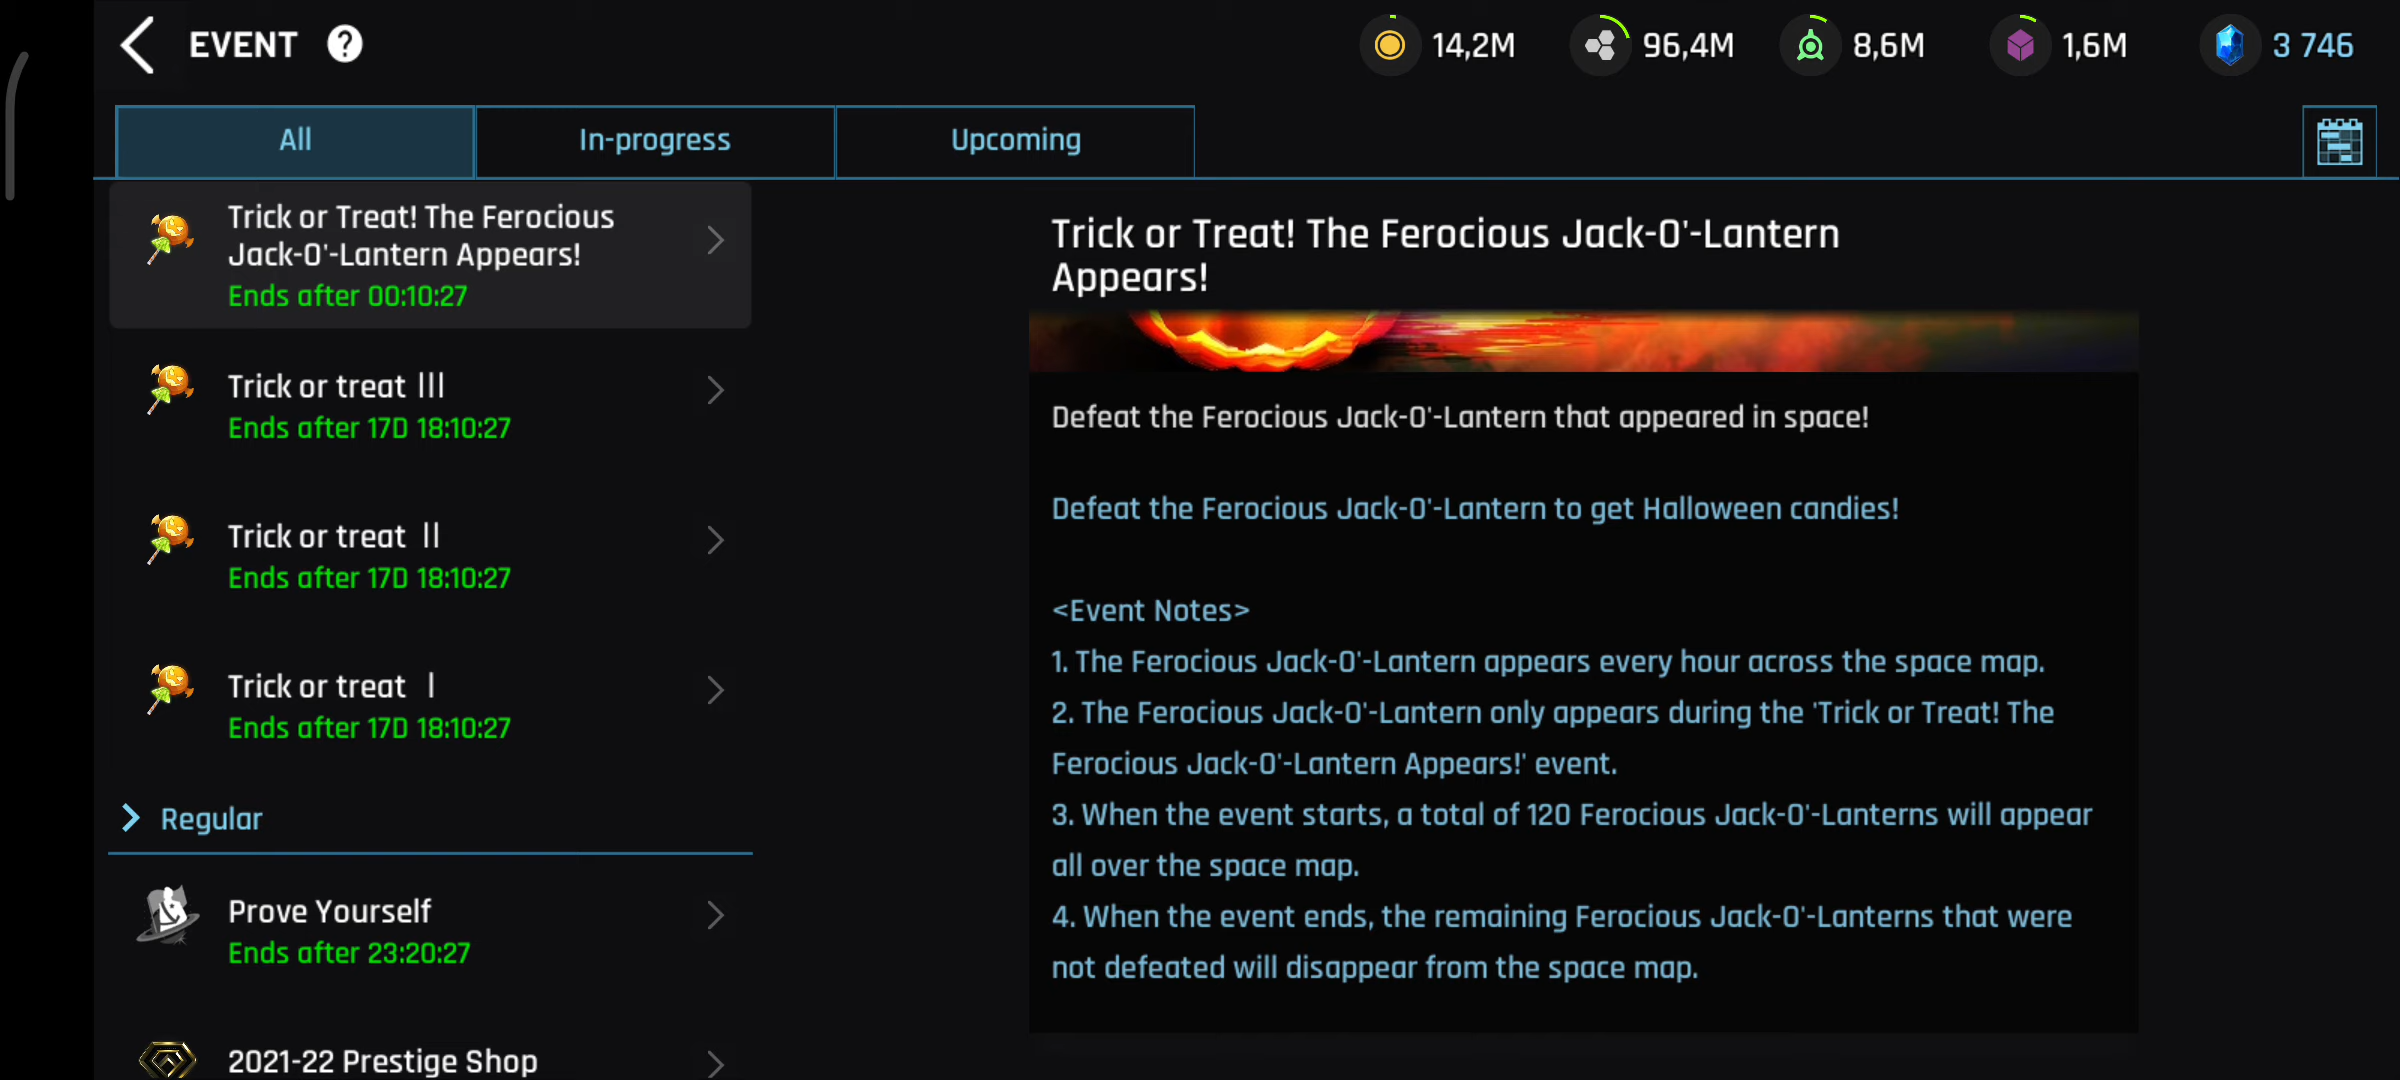 EVENT ?
14,2M 96,4M 8,6M 1,6M 3 746
All In-progress Upcoming
Trick or Treat! The Ferocious
Jack-O'-Lantern Appears!
Ends after 00:10:27
Trick or treat III
Ends after 17D 18:10:27
Trick or treat II
Ends after 17D 18:10:27
Trick or treat I
Ends after 17D 18:10:27
Regular
Prove Yourself
Ends after 23:20:27
2021-22 Prestige Shop
Trick or Treat! The Ferocious Jack-O'-Lantern
Appears!
Defeat the Ferocious Jack-O'-Lantern that appeared in space!
Defeat the Ferocious Jack-O'-Lantern to get Halloween candies!
<Event Notes>
1. The Ferocious Jack-O'-Lantern appears every hour across the space map.
2. The Ferocious Jack-O'-Lantern only appears during the 'Trick or Treat! The
Ferocious Jack-O'-Lantern Appears!' event.
3. When the event starts, a total of 120 Ferocious Jack-O'-Lanterns will appear
all over the space map.
4. When the event ends, the remaining Ferocious Jack-O'-Lanterns that were
not defeated will disappear from the space map.